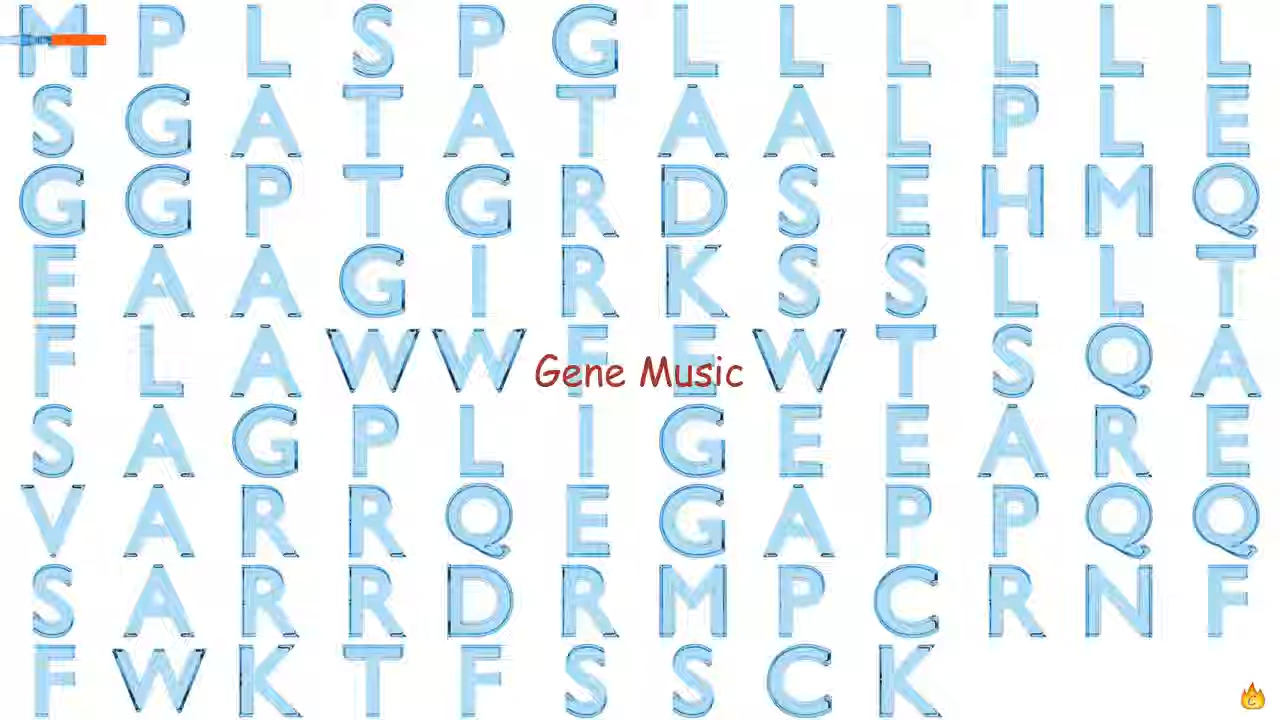 M P L S P G L L L L L L
S G A T A T A A L P L E
G G P T G R D S E H M Q
E A A G I R K S S L L T
F L A W W F E W T S Q A
Gene Music
S A G P L I G E E A R E
V A R R Q E G A P P Q Q
S A R R D R M P C R N F
F W K T F S S C K
C